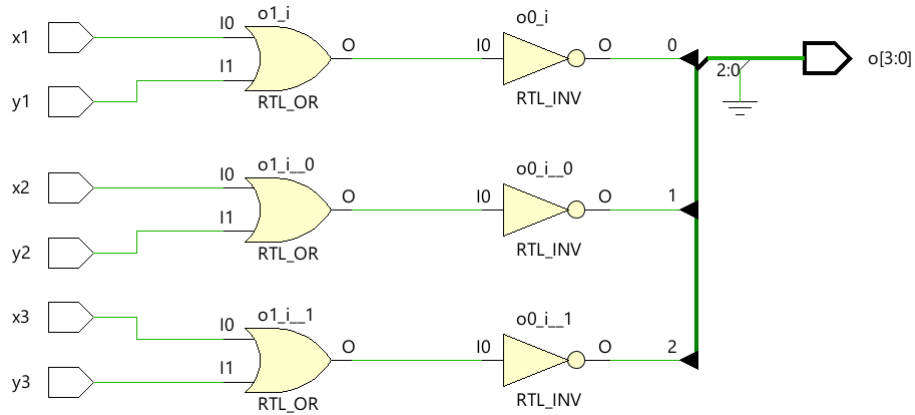 x1
I0
o1_i
O
I0
o0_i
O
0
o[3:0]
y1
I1
RTL_OR
RTL_INV
2:0
x2
I0
o1_i__0
O
I0
o0_i__0
O
1
y2
I1
RTL_OR
RTL_INV
x3
I0
o1_i__1
O
I0
o0_i__1
O
2
y3
I1
RTL_OR
RTL_INV